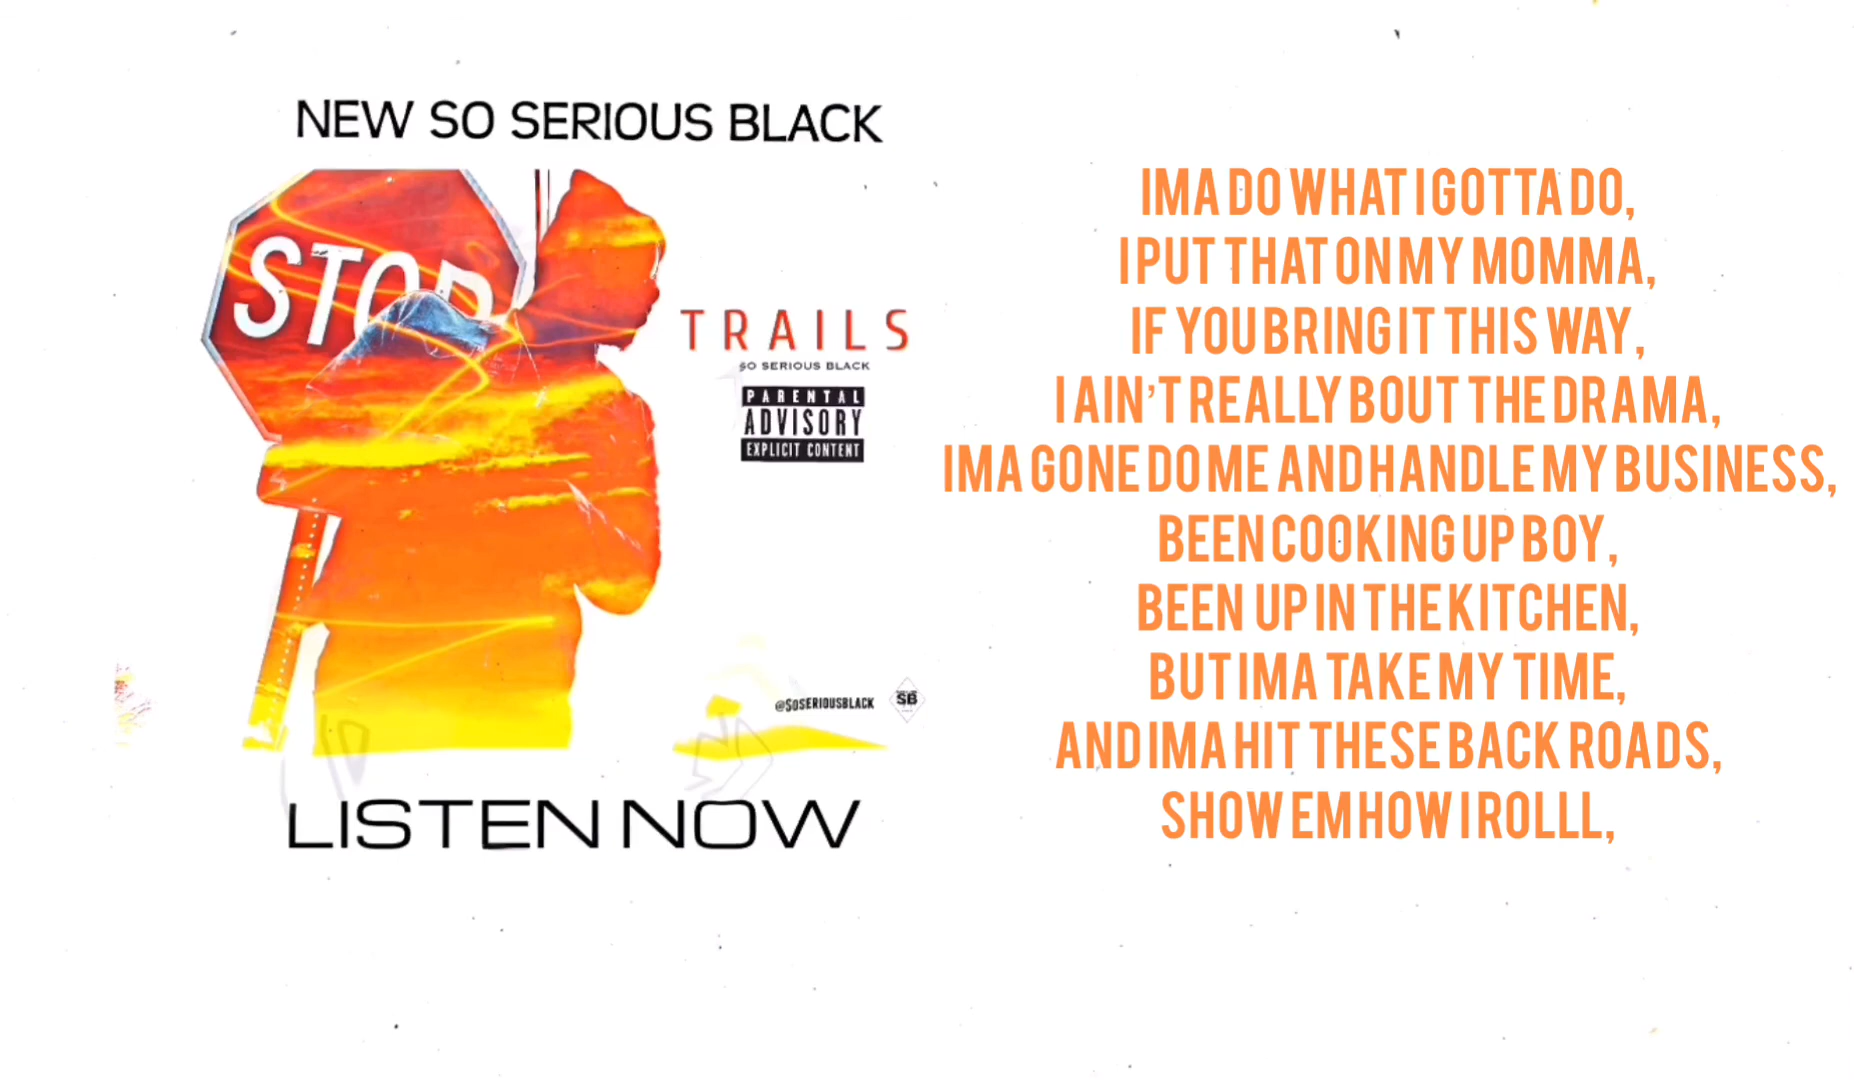 NEW SO SERIOUS BLACK
STOP
TRAILS
SO SERIOUS BLACK
PARENTAL
ADVISORY
EXPLICIT CONTENT
@SOSERIOUSBLACK
SB
LISTEN NOW
IMA DO WHAT I GOTTA DO,
I PUT THAT ON MY MOMMA,
IF YOU BRING IT THIS WAY,
I AIN’T REALLY BOUT THE DRAMA,
IMA GONE DO ME AND HANDLE MY BUSINESS,
BEEN COOKING UP BOY,
BEEN UP IN THE KITCHEN,
BUT IMA TAKE MY TIME,
AND IMA HIT THESE BACK ROADS,
SHOW EM HOW I ROLLL,